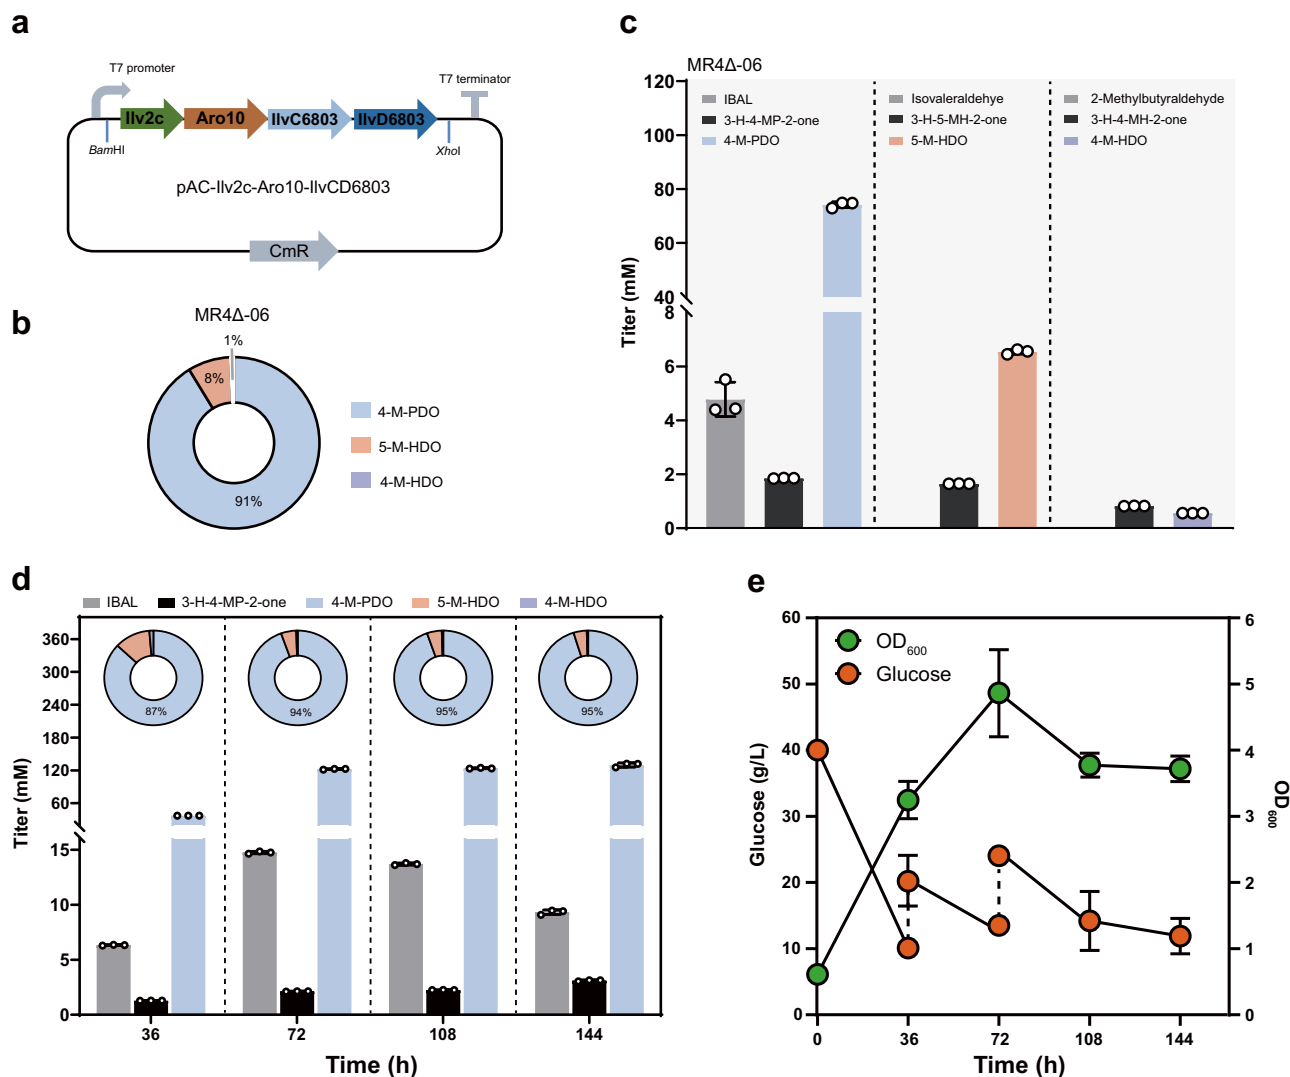 a
T7 promoter
T7 terminator
Ilv2c
Aro10
IlvC6803
IlvD6803
BamHI
XhoI
pAC-Ilv2c-Aro10-IlvCD6803
CmR
b
MR4Δ-06
1%
8%
91%
4-M-PDO
5-M-HDO
4-M-HDO
c
MR4Δ-06
IBAL
3-H-4-MP-2-one
4-M-PDO
Isovaleraldehye
3-H-5-MH-2-one
5-M-HDO
2-Methylbutyraldehyde
3-H-4-MH-2-one
4-M-HDO
120
100
80
60
40
8
6
4
2
0
Titer (mM)
d
IBAL 3-H-4-MP-2-one 4-M-PDO 5-M-HDO 4-M-HDO
360
300
240
180
120
60
15
10
5
0
Titer (mM)
87%
94%
95%
95%
36 72 108 144
Time (h)
e
OD600
Glucose
60
50
40
30
20
10
0
Glucose (g/L)
6
5
4
3
2
1
0
OD600
0 36 72 108 144
Time (h)